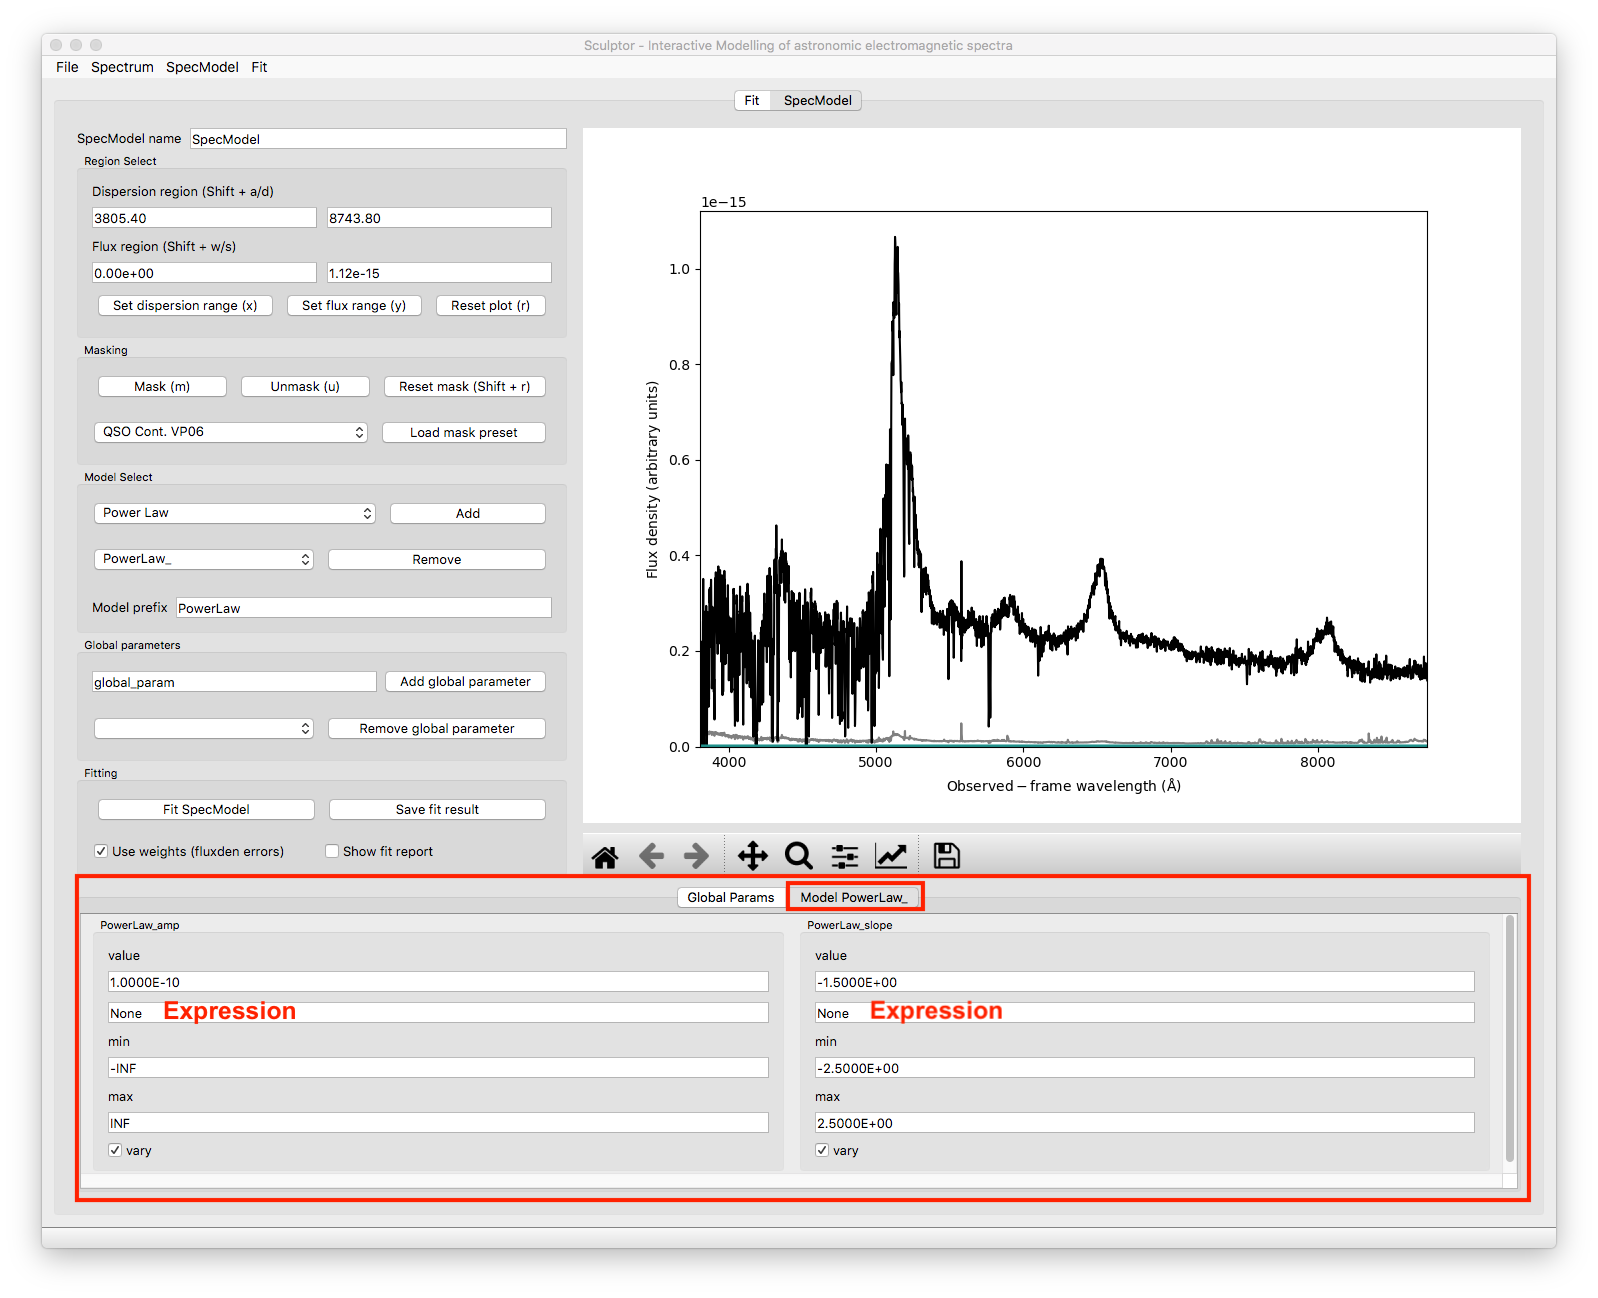 Sculptor - Interactive Modelling of astronomic electromagnetic spectra
File Spectrum SpecModel Fit
Fit SpecModel
SpecModel name SpecModel
Region Select
Dispersion region (Shift + a/d)
3805.40 8743.80
Flux region (Shift + w/s)
0.00e+00 1.12e-15
Set dispersion range (x) Set flux range (y) Reset plot (r)
Masking
Mask (m) Unmask (u) Reset mask (Shift + r)
QSO Cont. VP06 Load mask preset
Model Select
Power Law Add
PowerLaw_ Remove
Model prefix PowerLaw
Global parameters
global_param Add global parameter
Remove global parameter
Fitting
Fit SpecModel Save fit result
Use weights (fluxden errors) Show fit report
1e−15
1.0
0.8
0.6
0.4
0.2
0.0
Flux density (arbitrary units)
4000 5000 6000 7000 8000
Observed−frame wavelength (Å)
Global Params Model PowerLaw_
PowerLaw_amp
value
1.0000E-10
None Expression
min
-INF
max
INF
vary
PowerLaw_slope
value
-1.5000E+00
None Expression
min
-2.5000E+00
max
2.5000E+00
vary